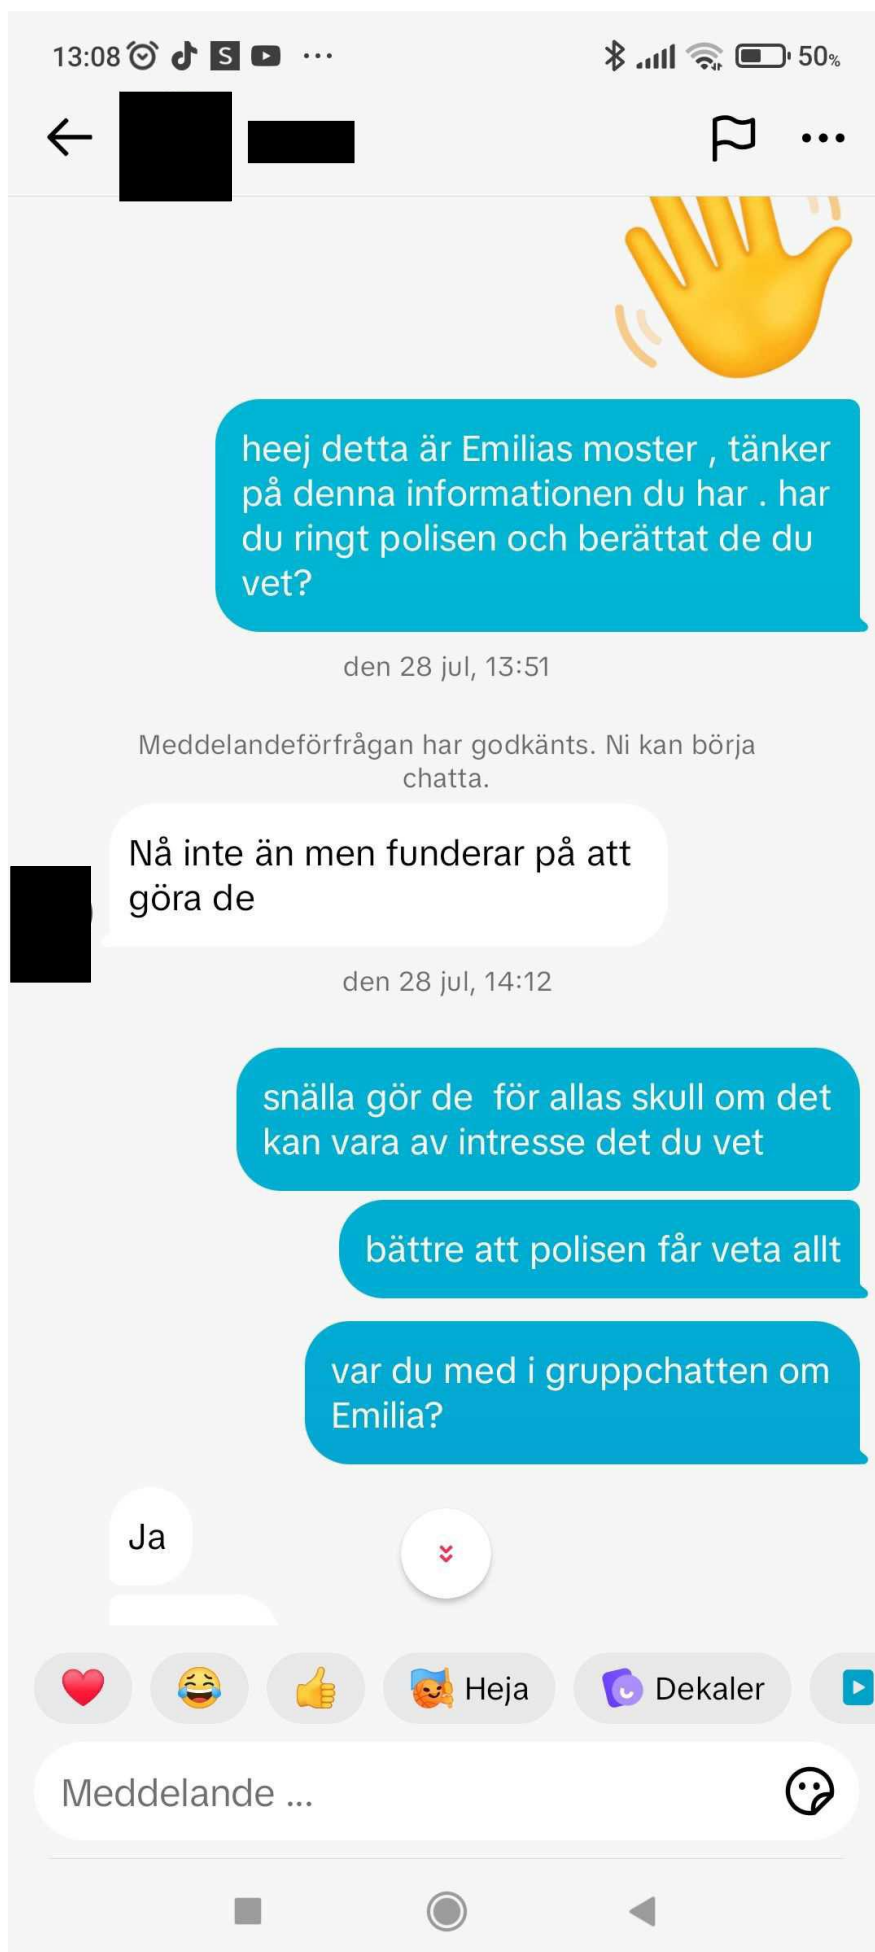 13:08 S ... 50%
heej detta är Emilias moster , tänker
på denna informationen du har . har
du ringt polisen och berättat de du
vet?
den 28 jul, 13:51
Meddelandeförfrågan har godkänts. Ni kan börja
chatta.
Nå inte än men funderar på att
göra de
den 28 jul, 14:12
snälla gör de  för allas skull om det
kan vara av intresse det du vet
bättre att polisen får veta allt
var du med i gruppchatten om
Emilia?
Ja
Heja Dekaler
Meddelande ...